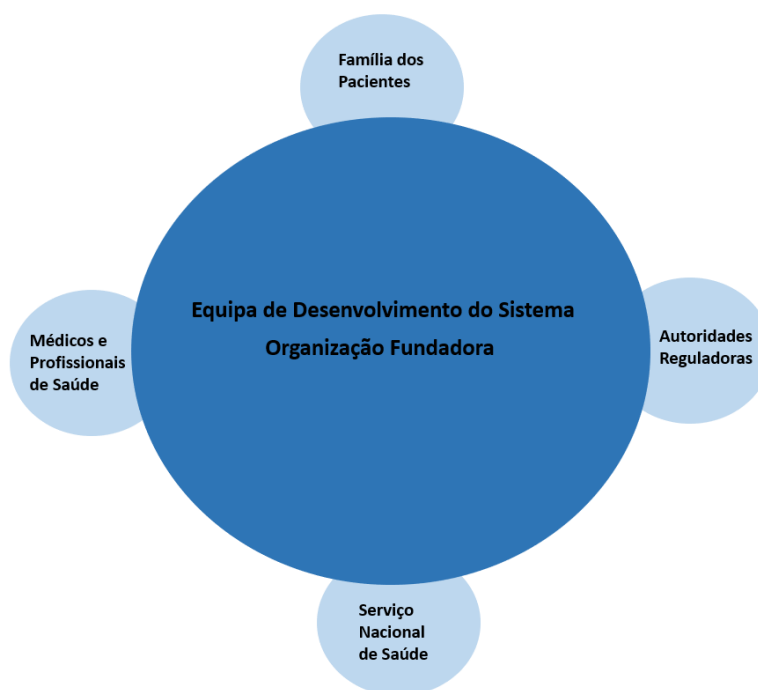 Família dos
Pacientes
Equipa de Desenvolvimento do Sistema
Organização Fundadora
Médicos e
Profissionais
de Saúde
Autoridades
Reguladoras
Serviço
Nacional
de Saúde